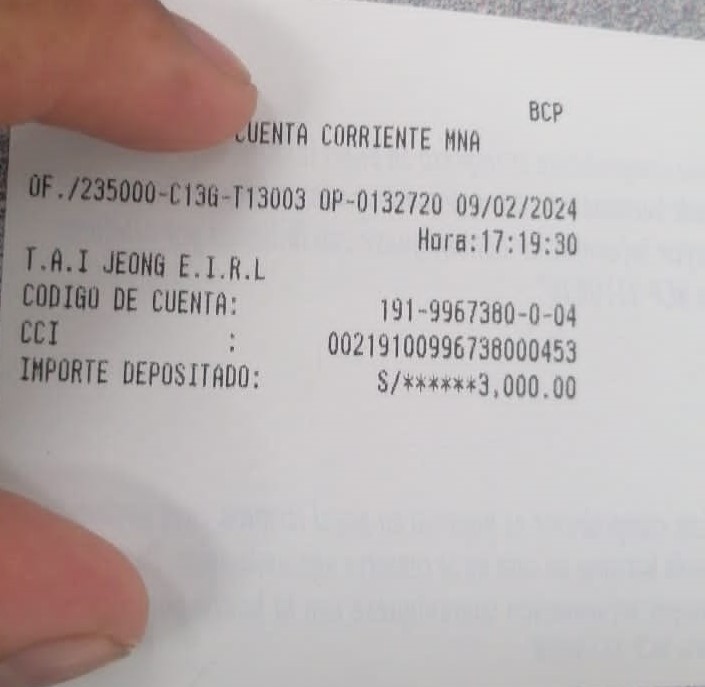 BCP
CUENTA CORRIENTE MNA
OF./235000-C13G-T13003 OP-0132720 09/02/2024
Hora:17:19:30
T.A.I JEONG E.I.R.L
CODIGO DE CUENTA: 191-9967380-0-04
CCI : 00219100996738000453
IMPORTE DEPOSITADO: S/******3,000.00